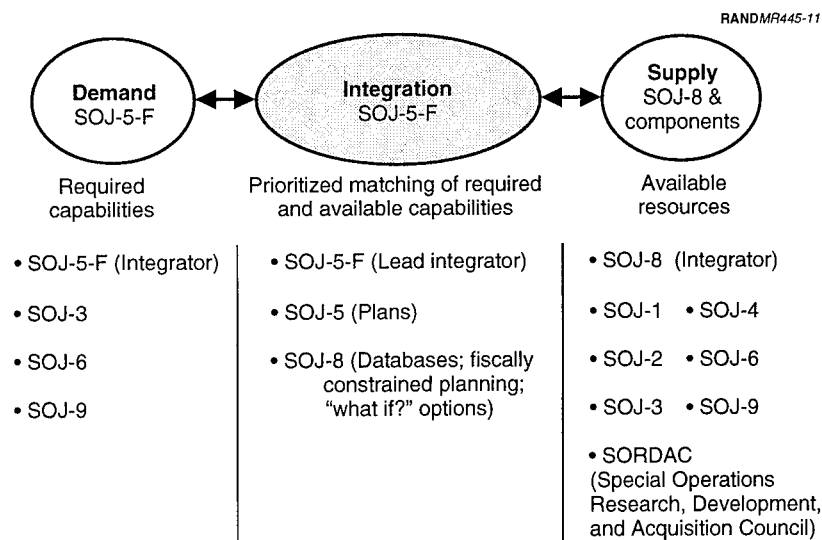 RANDMR445-11
Demand
SOJ-5-F
Integration
SOJ-5-F
Supply
SOJ-8 &
components
Required
capabilities
Prioritized matching of required
and available capabilities
Available
resources
• SOJ-5-F (Integrator)
• SOJ-3
• SOJ-6
• SOJ-9
• SOJ-5-F (Lead integrator)
• SOJ-5 (Plans)
• SOJ-8 (Databases; fiscally
constrained planning;
“what if?” options)
• SOJ-8 (Integrator)
• SOJ-1 • SOJ-4
• SOJ-2 • SOJ-6
• SOJ-3 • SOJ-9
• SORDAC
(Special Operations
Research, Development,
and Acquisition Council)